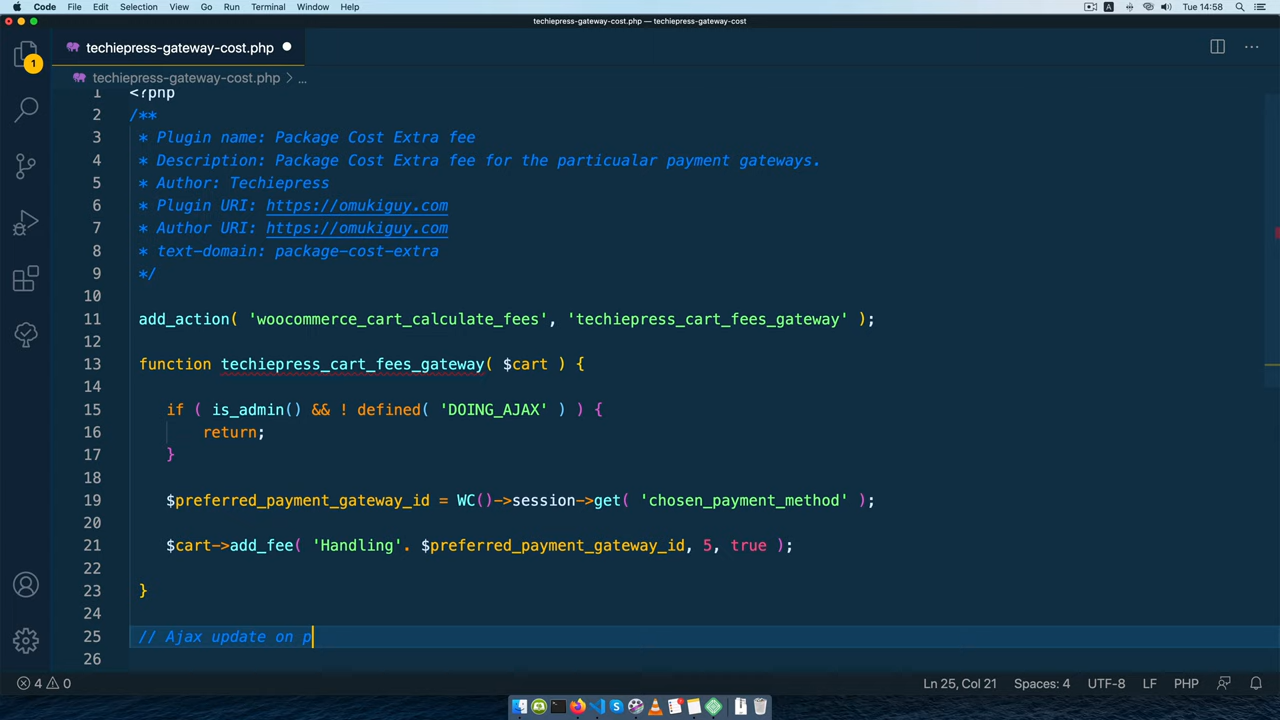 Code File Edit Selection View Go Run Terminal Window Help A Tue 14:58
techiepress-gateway-cost.php — techiepress-gateway-cost
techiepress-gateway-cost.php
1
techiepress-gateway-cost.php > ...
1 <?php
2 /**
3 * Plugin name: Package Cost Extra fee
4 * Description: Package Cost Extra fee for the particualar payment gateways.
5 * Author: Techiepress
6 * Plugin URI: https://omukiguy.com
7 * Author URI: https://omukiguy.com
8 * text-domain: package-cost-extra
9 */
10
11 add_action( 'woocommerce_cart_calculate_fees', 'techiepress_cart_fees_gateway' );
12
13 function techiepress_cart_fees_gateway( $cart ) {
14
15 if ( is_admin() && ! defined( 'DOING_AJAX' ) ) {
16 return;
17 }
18
19 $preferred_payment_gateway_id = WC()->session->get( 'chosen_payment_method' );
20
21 $cart->add_fee( 'Handling'. $preferred_payment_gateway_id, 5, true );
22
23 }
24
25 // Ajax update on p
26
4 0 Ln 25, Col 21 Spaces: 4 UTF-8 LF PHP